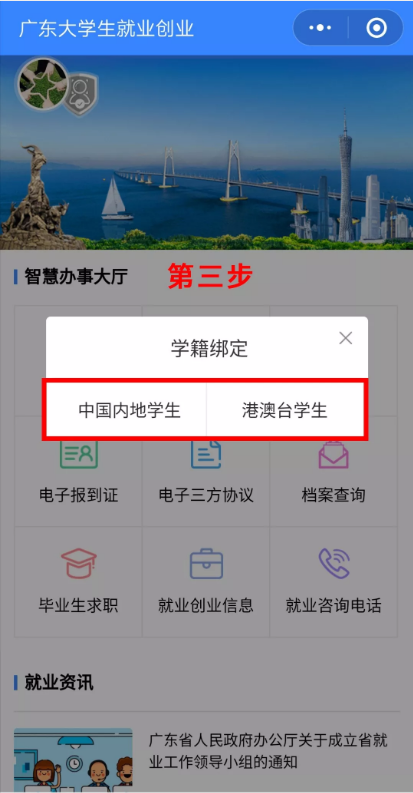 广东大学生就业创业
智慧办事大厅
第三步
学籍绑定
中国内地学生
港澳台学生
电子报到证
电子三方协议
档案查询
毕业生求职
就业创业信息
就业咨询电话
就业资讯
广东省人民政府办公厅关于成立省就
业工作领导小组的通知